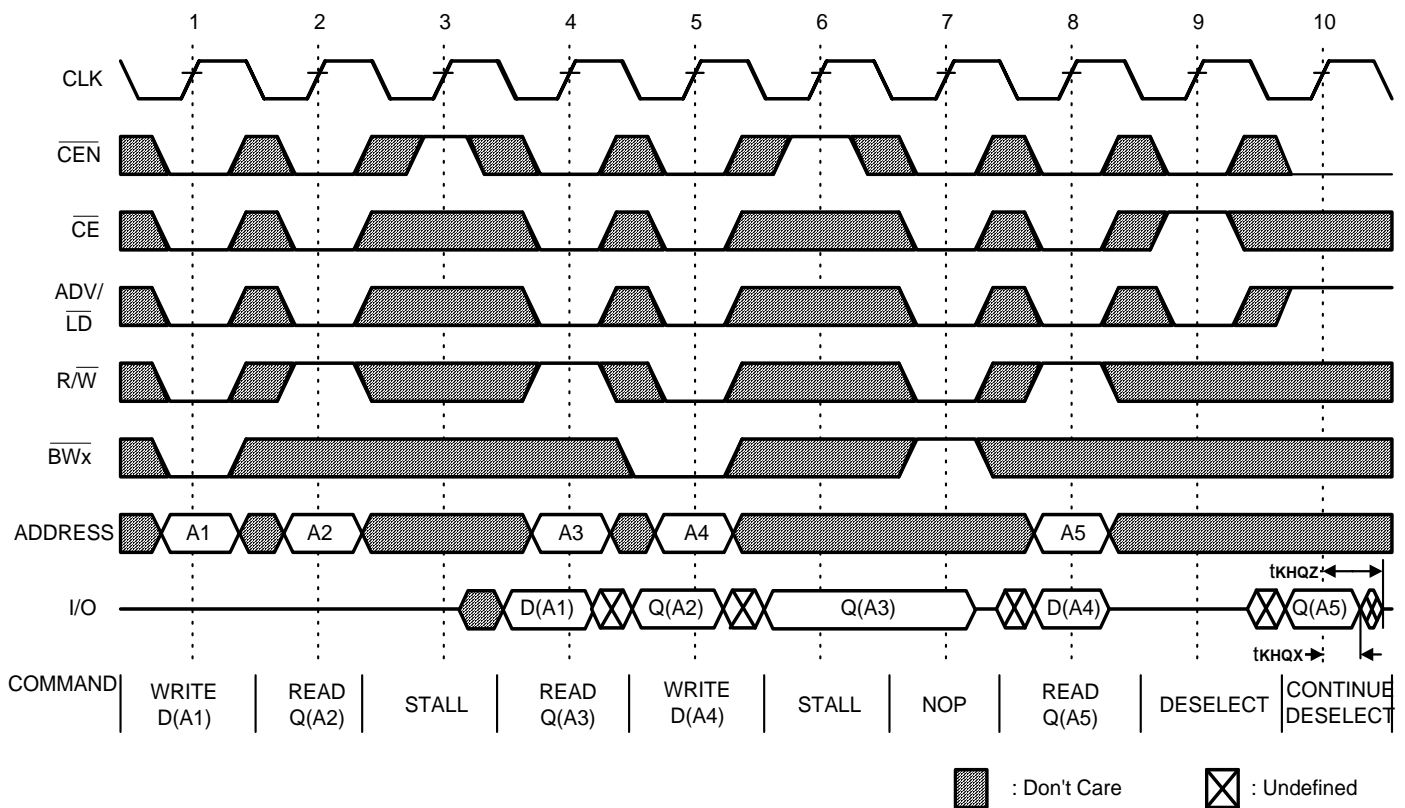 1 2 3 4 5 6 7 8 9 10
CLK
CEN
CE
ADV/
LD
R/W
BWx
ADDRESS A1 A2 A3 A4 A5
tKHQZ
I/O D(A1) Q(A2) Q(A3) D(A4) Q(A5)
tKHQX
COMMAND
WRITE
D(A1)
READ
Q(A2)
STALL
READ
Q(A3)
WRITE
D(A4)
STALL
NOP
READ
Q(A5)
DESELECT
CONTINUE
DESELECT
: Don't Care : Undefined